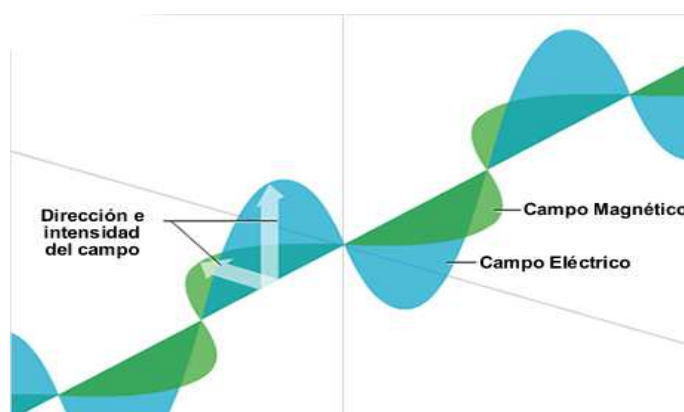 Dirección e
intensidad
del campo
Campo Magnético
Campo Eléctrico